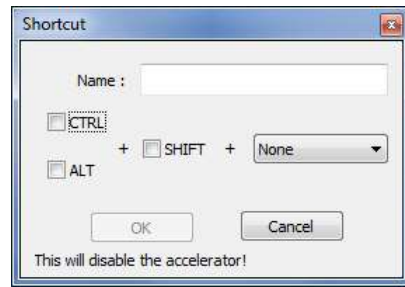 Shortcut
Name :
CTRL
+ SHIFT + None
ALT
OK Cancel
This will disable the accelerator!